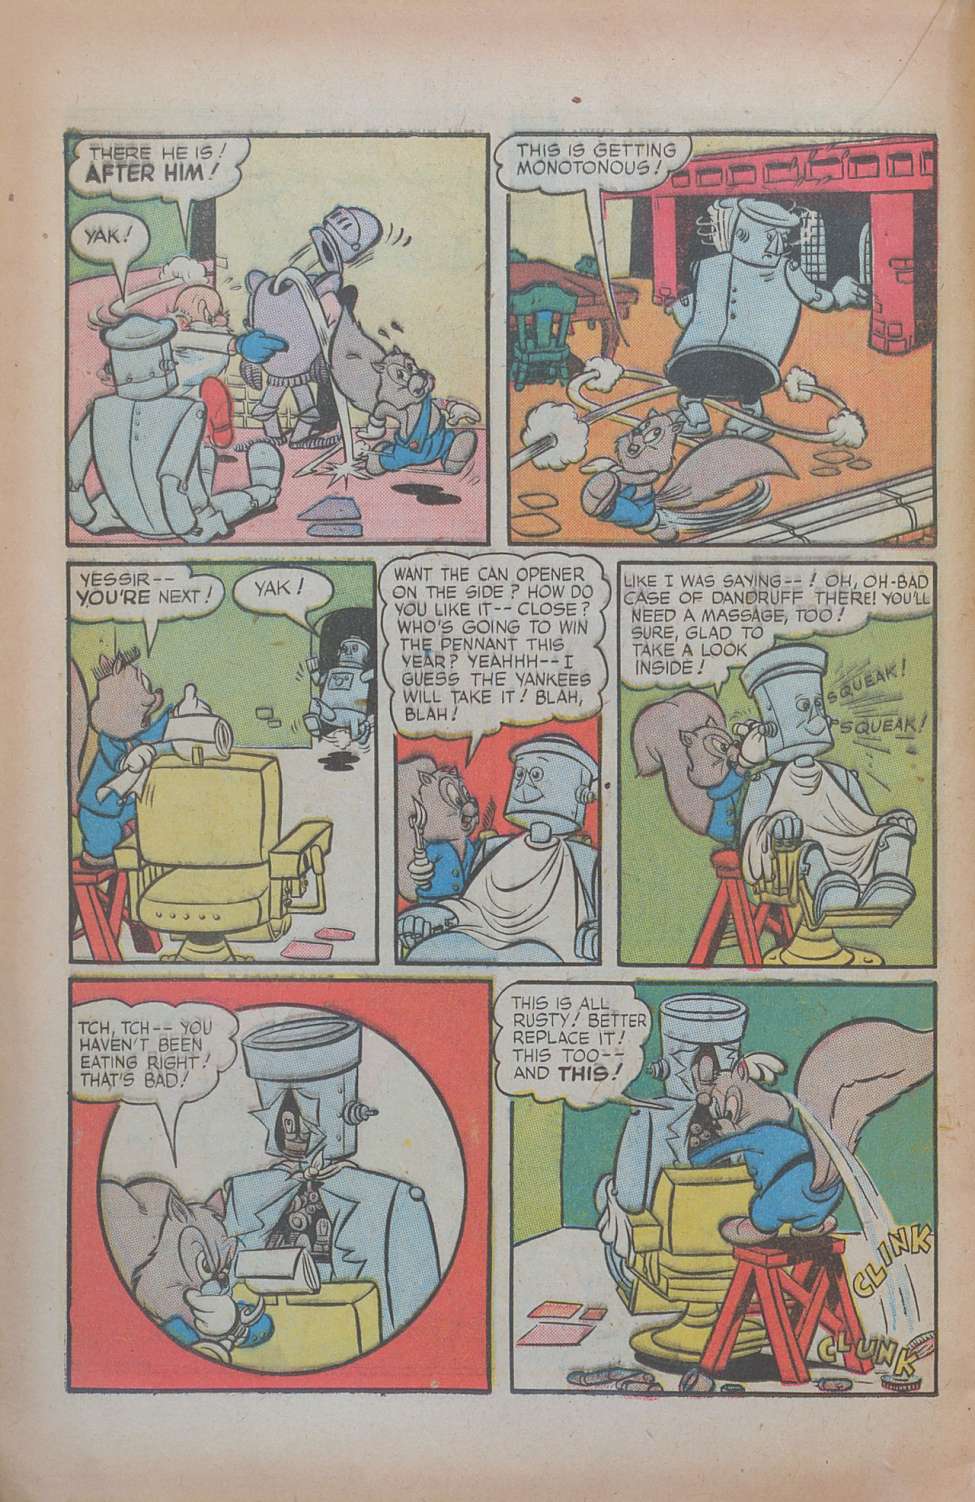 THERE HE IS!
AFTER HIM!
YAK!
THIS IS GETTING
MONOTONOUS!
YESSIR--
YOU'RE NEXT!
YAK!
WANT THE CAN OPENER
ON THE SIDE? HOW DO
YOU LIKE IT-- CLOSE?
WHO'S GOING TO WIN
THE PENNANT THIS
YEAR? YEAHHH-- I
GUESS THE YANKEES
WILL TAKE IT! BLAH,
BLAH!
LIKE I WAS SAYING--! OH, OH-BAD
CASE OF DANDRUFF THERE! YOU'LL
NEED A MASSAGE, TOO!
SURE, GLAD TO
TAKE A LOOK
INSIDE!
SQUEAK!
SQUEAK!
TCH, TCH-- YOU
HAVEN'T BEEN
EATING RIGHT!
THAT'S BAD!
THIS IS ALL
RUSTY! BETTER
REPLACE IT!
THIS TOO--
AND THIS!
CLINK
CLUNK